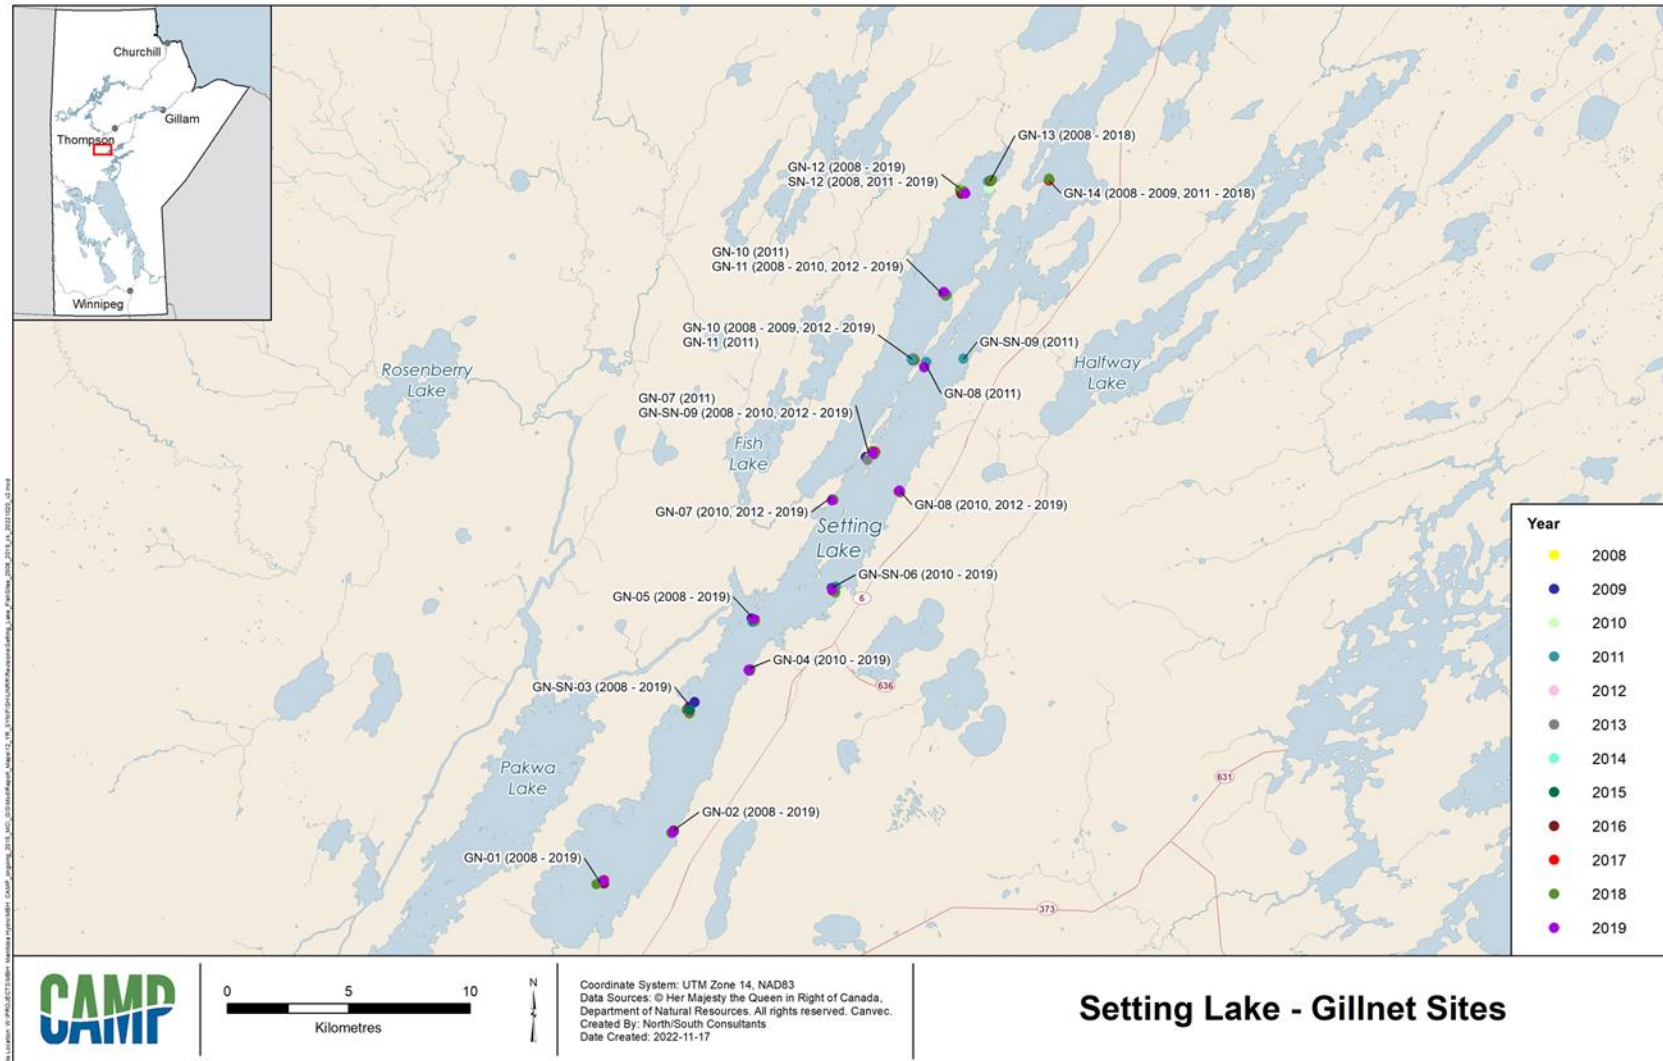 Churchill
Gillam
Thompson
Winnipeg
GN-13 (2008 - 2018)
GN-12 (2008 - 2019)
SN-12 (2008, 2011 - 2019)
GN-14 (2008 - 2009, 2011 - 2018)
GN-10 (2011)
GN-11 (2008 - 2010, 2012 - 2019)
GN-10 (2008 - 2009, 2012 - 2019)
GN-11 (2011)
GN-SN-09 (2011)
Rosenberry
Lake
Halfway
Lake
GN-08 (2011)
GN-07 (2011)
GN-SN-09 (2008 - 2010, 2012 - 2019)
Fish
Lake
GN-07 (2010, 2012 - 2019)
GN-08 (2010, 2012 - 2019)
Setting
Lake
GN-SN-06 (2010 - 2019)
6
GN-05 (2008 - 2019)
GN-04 (2010 - 2019)
636
GN-SN-03 (2008 - 2019)
Pakwa
Lake
631
GN-02 (2008 - 2019)
GN-01 (2008 - 2019)
373
Year
2008
2009
2010
2011
2012
2013
2014
2015
2016
2017
2018
2019
CAMP
0 5 10
Kilometres
N
Coordinate System: UTM Zone 14, NAD83
Data Sources: © Her Majesty the Queen in Right of Canada,
Department of Natural Resources. All rights reserved. Canvec.
Created By: North/South Consultants
Date Created: 2022-11-17
Setting Lake - Gillnet Sites